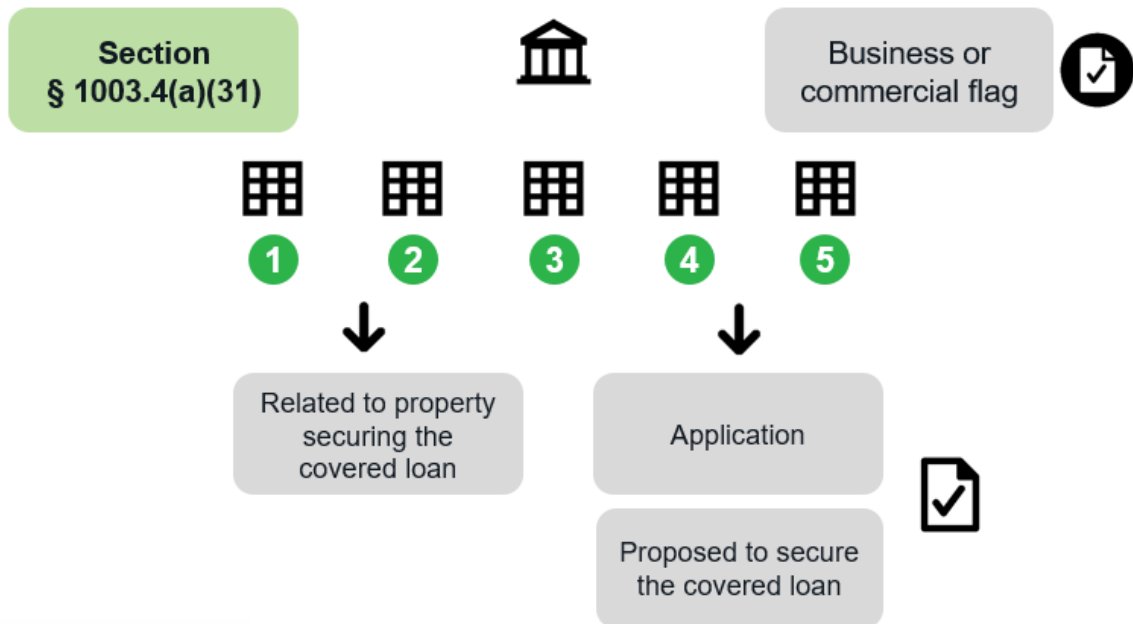 Section
§ 1003.4(a)(31)
Business or
commercial flag
1
2
3
4
5
Related to property
securing the
covered loan
Application
Proposed to secure
the covered loan